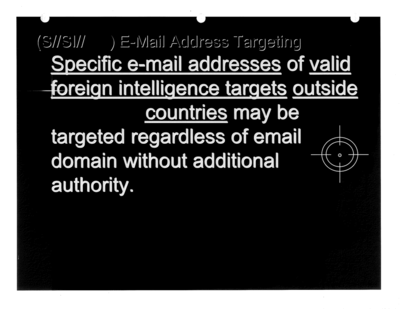 (S//SI// ) E-Mail Address Targeting
Specific e-mail addresses of valid
foreign intelligence targets outside
countries may be
targeted regardless of email
domain without additional
authority.